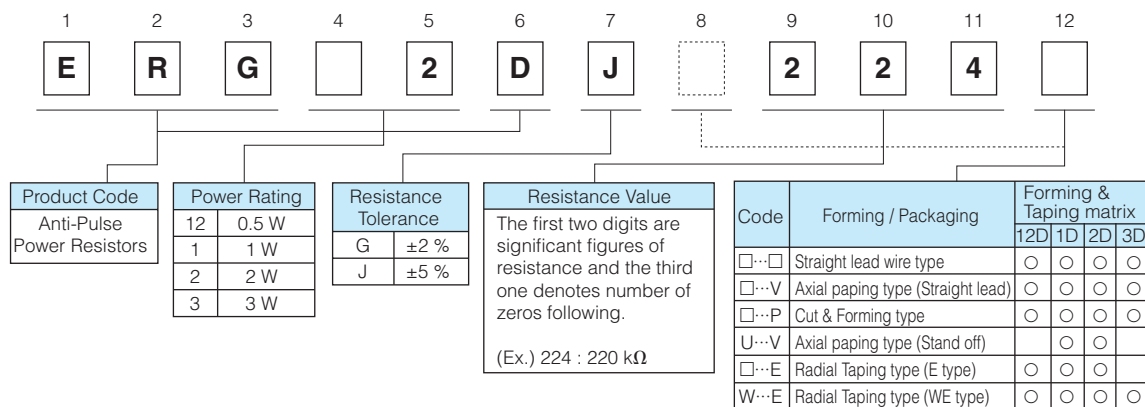 1 2 3 4 5 6 7 8 9 10 11 12
E R G 2 D J 2 2 4
Product Code
Anti-Pulse
Power Resistors
Power Rating
12 0.5 W
1 1 W
2 2 W
3 3 W
Resistance
Tolerance
G ±2 %
J ±5 %
Resistance Value
The first two digits are
significant figures of
resistance and the third
one denotes number of
zeros following.
(Ex.) 224 : 220 kΩ
Code Forming / Packaging Forming &
Taping matrix
12D 1D 2D 3D
□···□ Straight lead wire type ○ ○ ○ ○
□···V Axial paping type (Straight lead) ○ ○ ○ ○
□···P Cut & Forming type ○ ○ ○ ○
U···V Axial paping type (Stand off) ○ ○
□···E Radial Taping type (E type) ○ ○ ○
W···E Radial Taping type (WE type) ○ ○ ○ ○